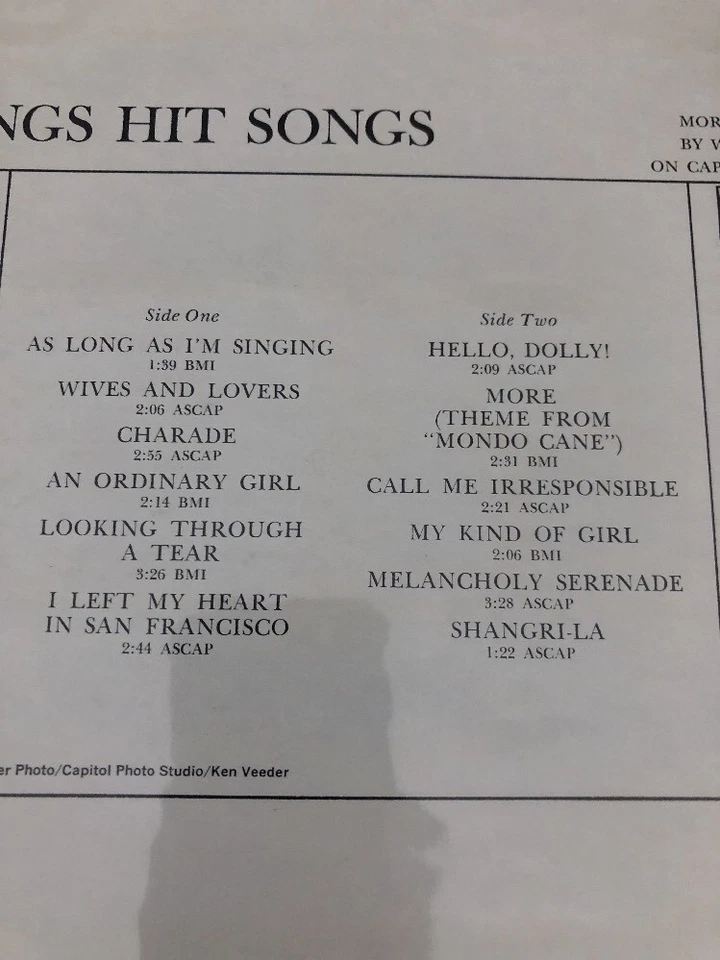 NGS HIT SONGS
MOR
BY W
ON CAP
Side One
AS LONG AS I'M SINGING
1:39 BMI
WIVES AND LOVERS
2:06 ASCAP
CHARADE
2:55 ASCAP
AN ORDINARY GIRL
2:14 BMI
LOOKING THROUGH
A TEAR
3:26 BMI
I LEFT MY HEART
IN SAN FRANCISCO
2:44 ASCAP
Side Two
HELLO, DOLLY!
2:09 ASCAP
MORE
(THEME FROM
“MONDO CANE”)
2:31 BMI
CALL ME IRRESPONSIBLE
2:21 ASCAP
MY KIND OF GIRL
2:06 BMI
MELANCHOLY SERENADE
3:28 ASCAP
SHANGRI-LA
1:22 ASCAP
er Photo/Capitol Photo Studio/Ken Veeder